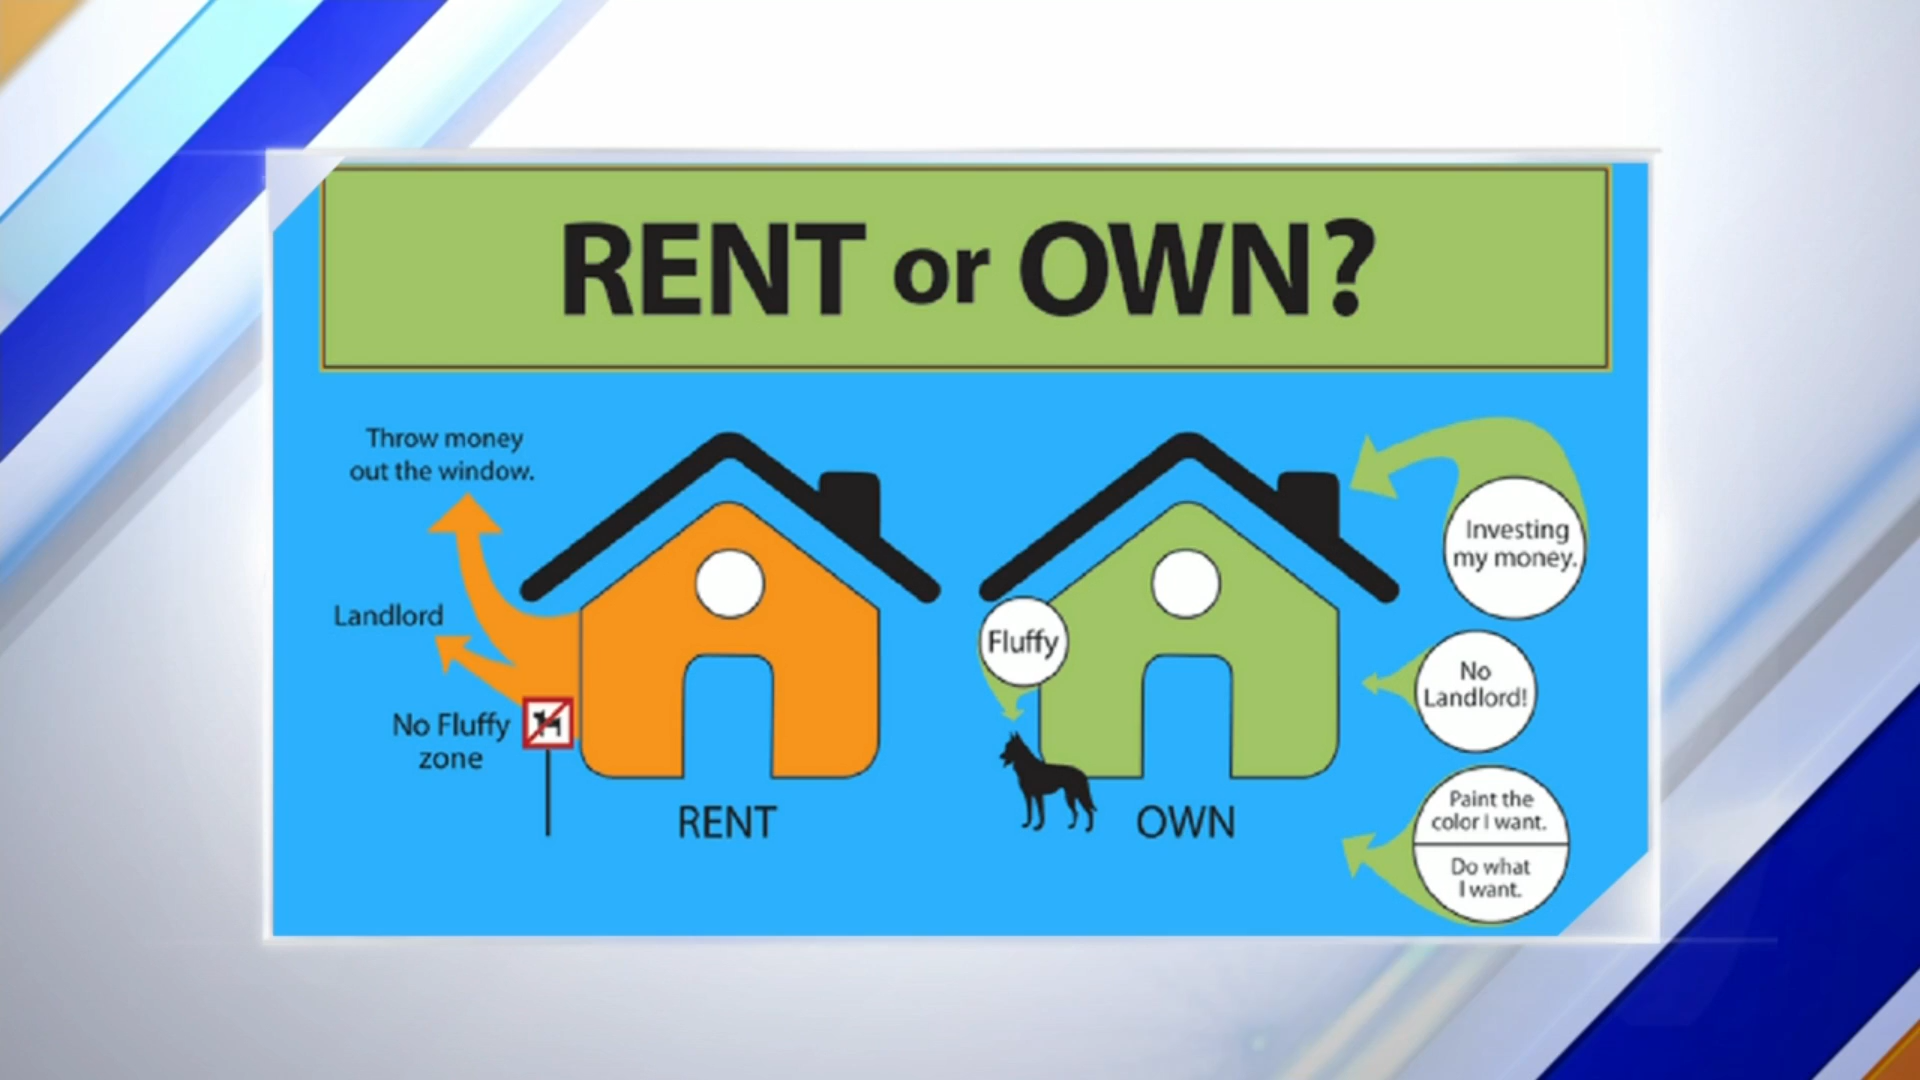 RENT or OWN?
Throw money
out the window.
Landlord
No Fluffy
zone
RENT
Fluffy
OWN
Investing
my money.
No
Landlord!
Paint the
color I want.
Do what
I want.